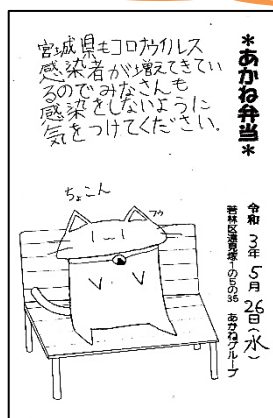 *あかね弁当*
令和 3年 5月 26日(水)
若林区遠見塚1の5の35 あかねグループ
宮城県もコロナウイルス
感染者が増えてきてい
るのでみなさんも
感染をしないように
気をつけてください。
ちょこん